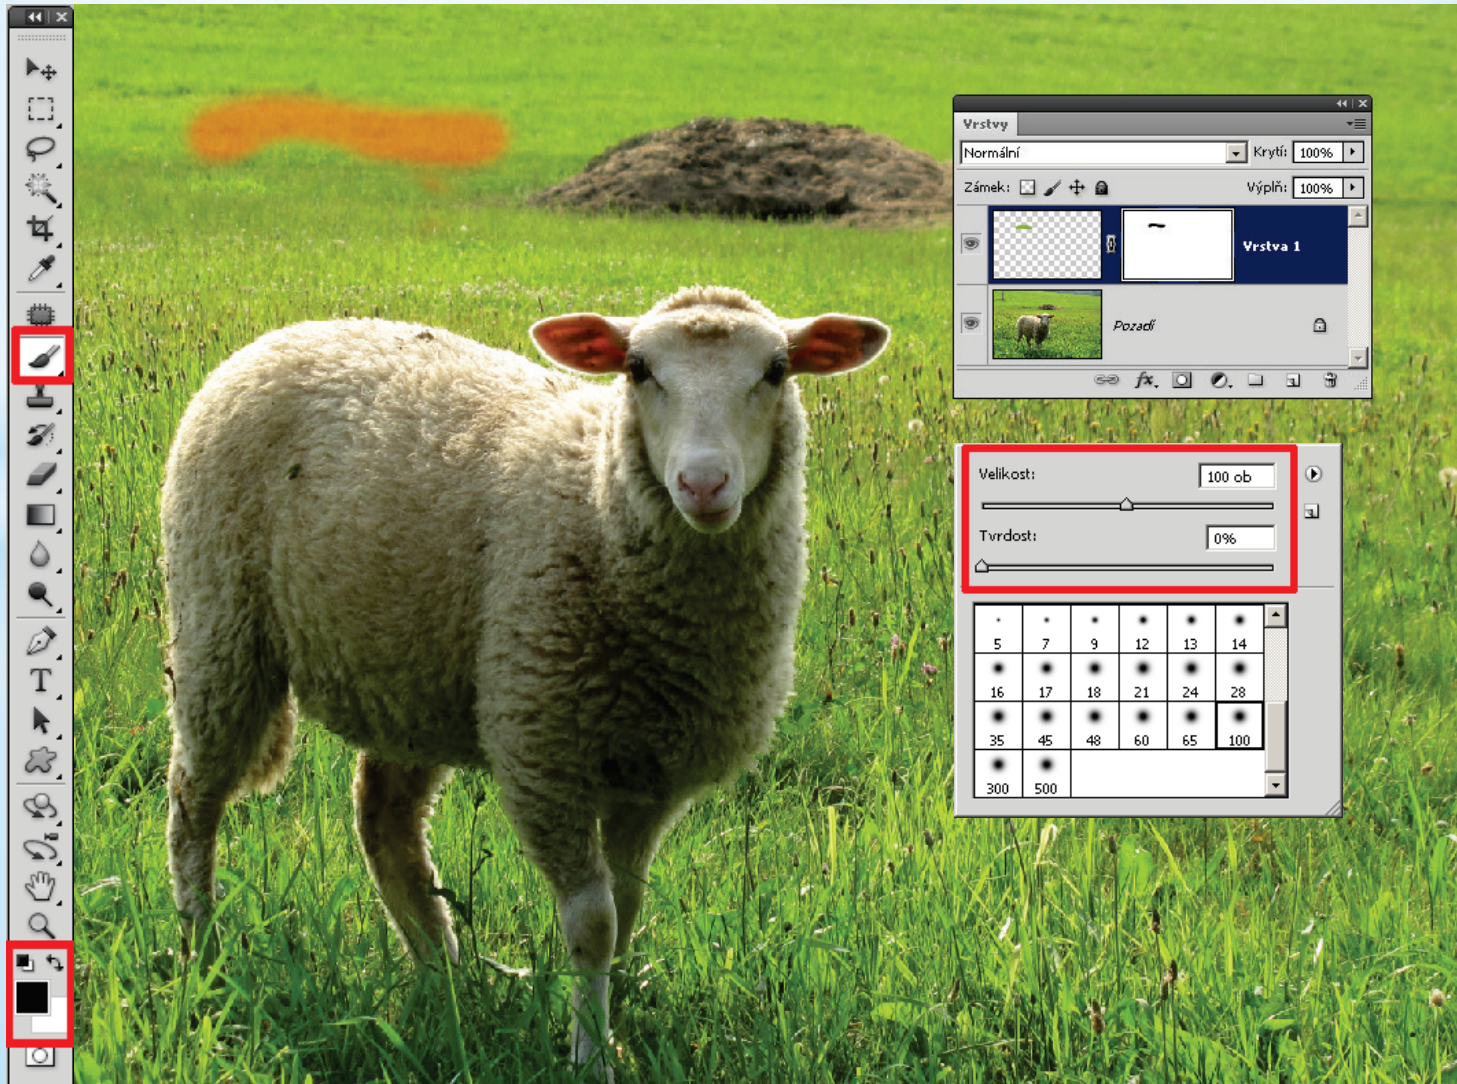 Vrstvy
Normální
Krytí: 100%
Zámek:
Výplň: 100%
Vrstva 1
Pozadí
fx.
Velikost: 100 ob
Tvrdost: 0%
5 7 9 12 13 14
16 17 18 21 24 28
35 45 48 60 65 100
300 500
T